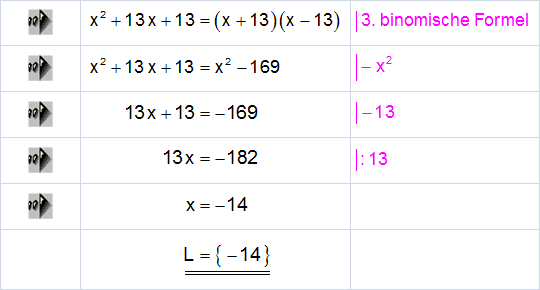 x² + 13x + 13 = (x + 13)(x − 13) | 3. binomische Formel
x² + 13x + 13 = x² − 169 | − x²
13x + 13 = −169 | − 13
13x = −182 | : 13
x = −14
L = { −14 }